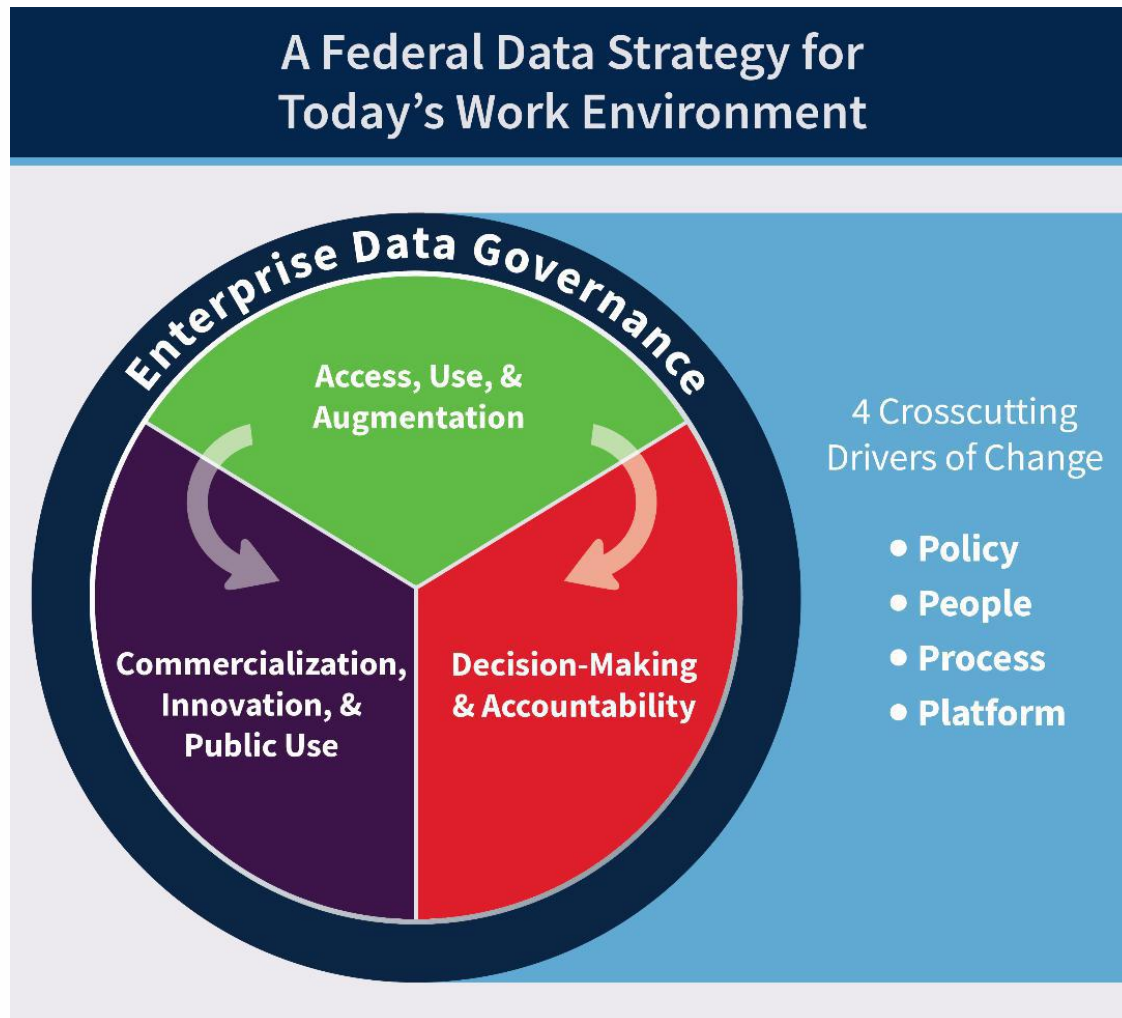 A Federal Data Strategy for
Today’s Work Environment
Enterprise Data Governance
Access, Use, &
Augmentation
Commercialization,
Innovation, &
Public Use
Decision-Making
& Accountability
4 Crosscutting
Drivers of Change
• Policy
• People
• Process
• Platform